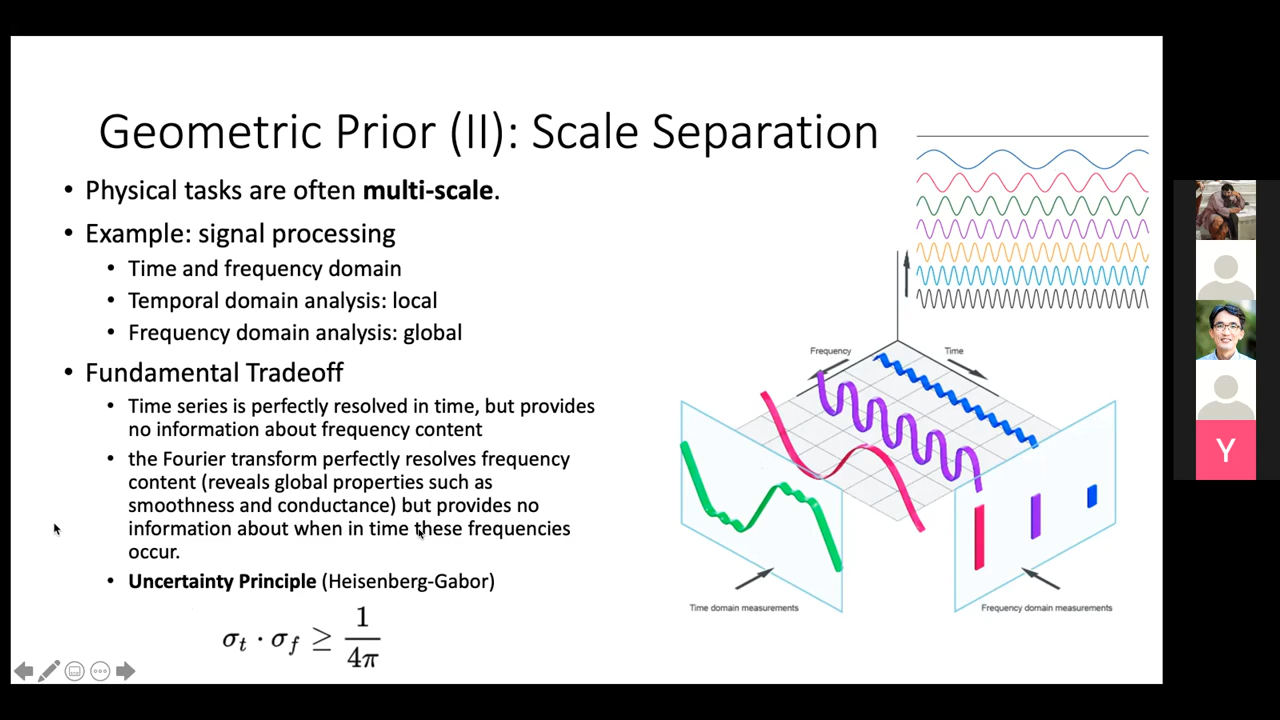 Geometric Prior (II): Scale Separation
• Physical tasks are often multi-scale.
• Example: signal processing
• Time and frequency domain
• Temporal domain analysis: local
• Frequency domain analysis: global
• Fundamental Tradeoff
• Time series is perfectly resolved in time, but provides
no information about frequency content
• the Fourier transform perfectly resolves frequency
content (reveals global properties such as
smoothness and conductance) but provides no
information about when in time these frequencies
occur.
• Uncertainty Principle (Heisenberg-Gabor)
σt · σf ≥ 1/4π
Frequency
Time
Time domain measurements
Frequency domain measurements
Y